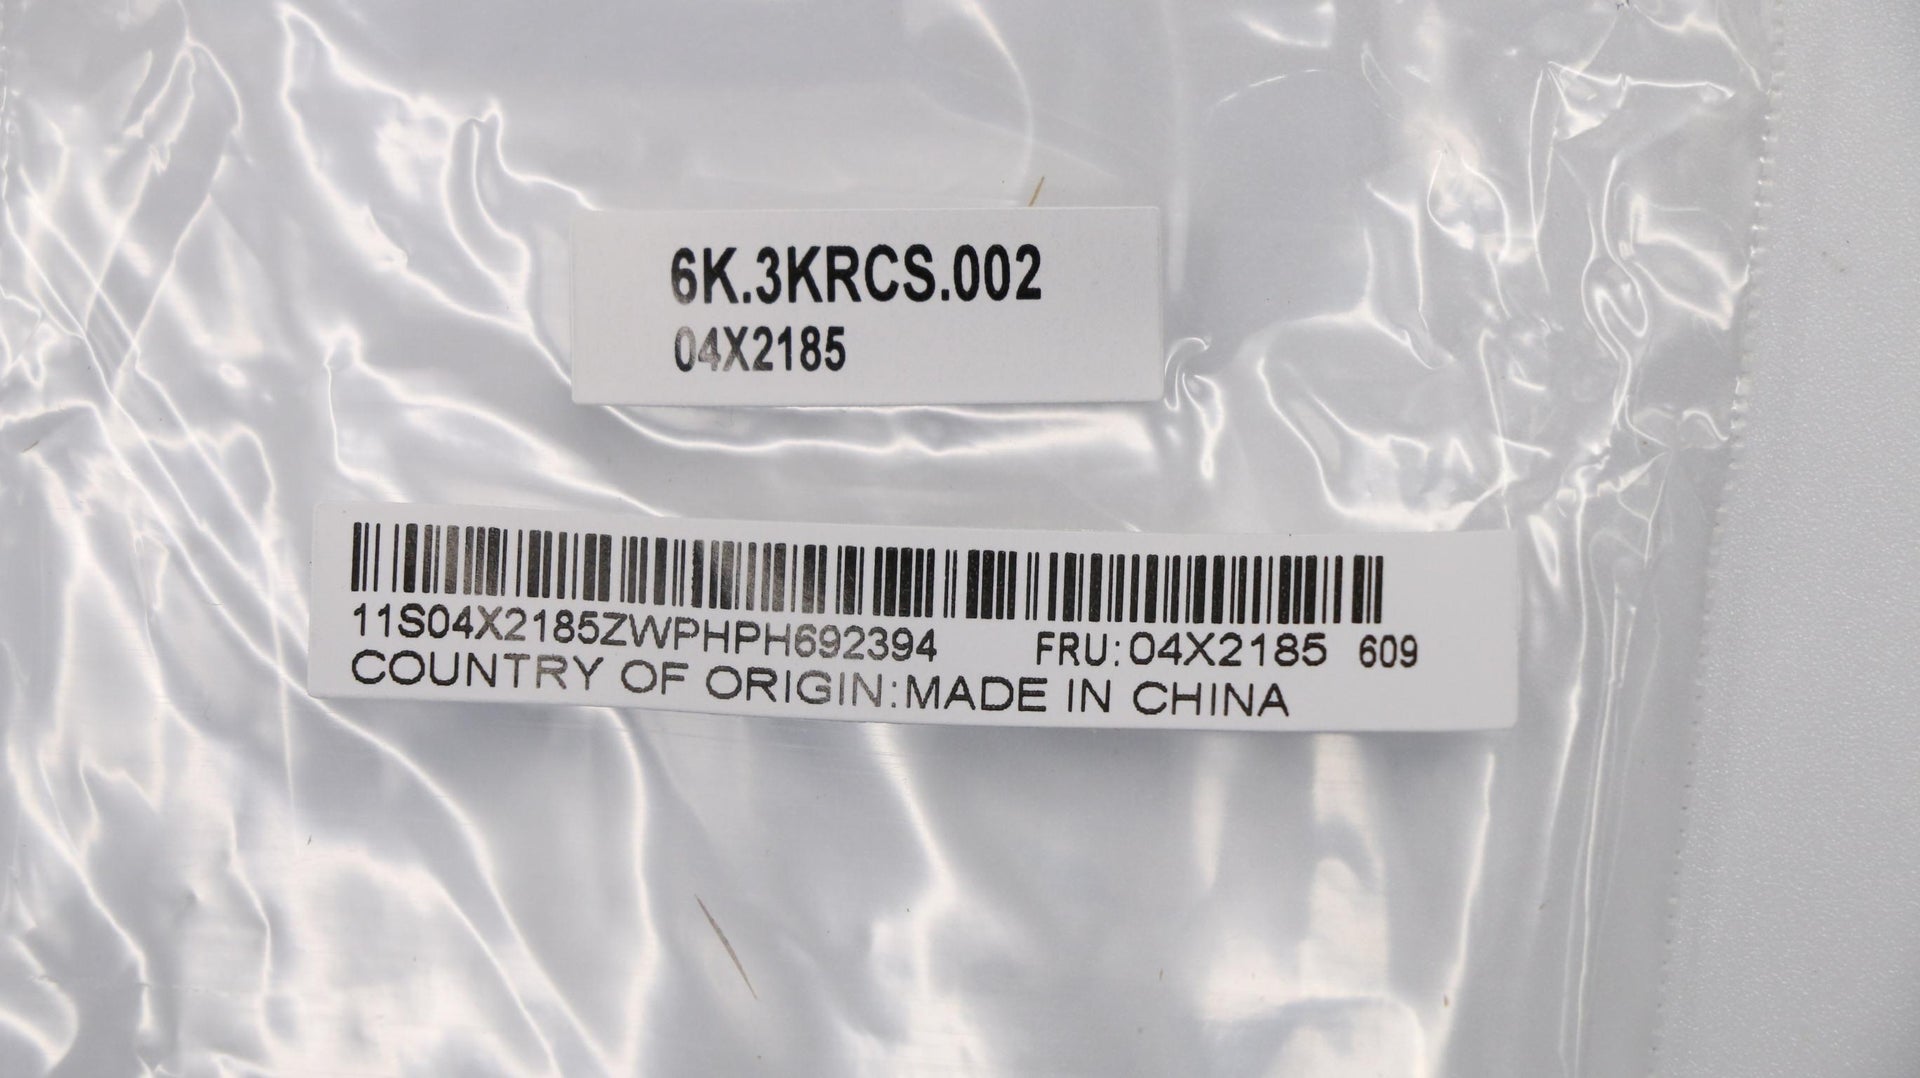 6K.3KRCS.002
04X2185
11S04X2185ZWPHPH692394 FRU:04X2185 609
COUNTRY OF ORIGIN:MADE IN CHINA